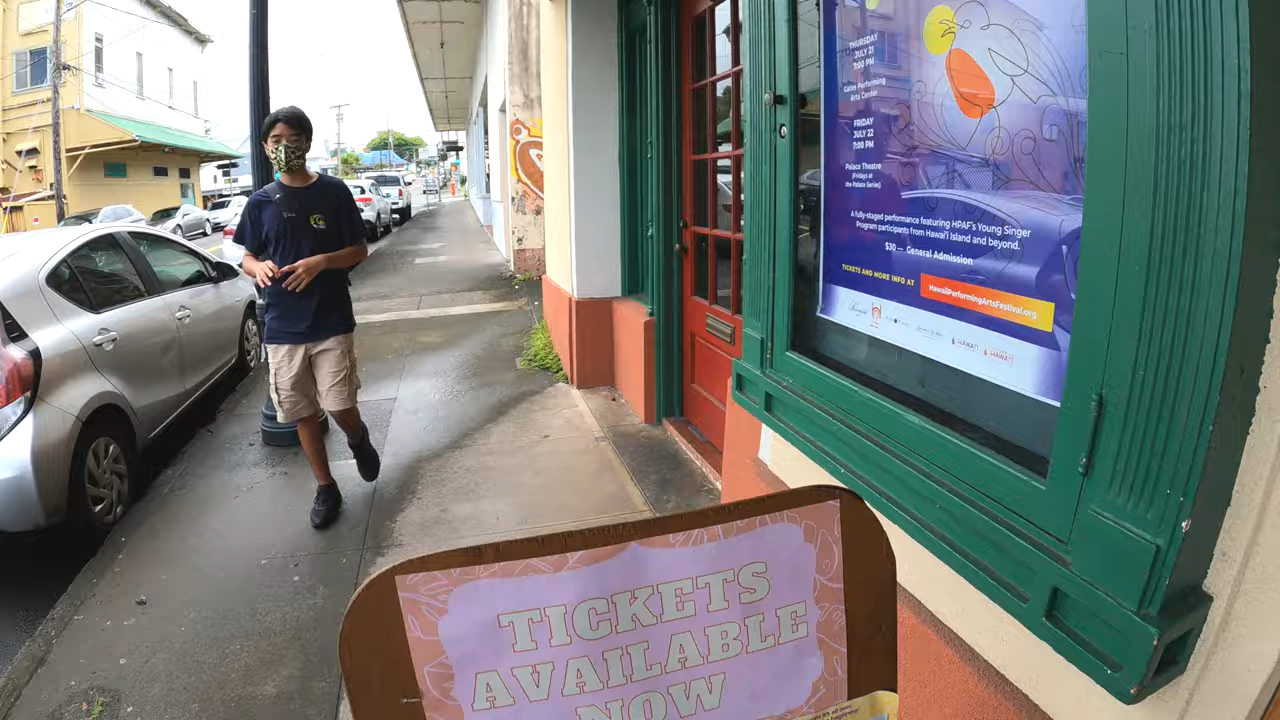 THURSDAY
JULY 21
7:00 PM
Gates Performing
Arts Center
FRIDAY
JULY 22
7:00 PM
Palace Theatre
(Fridays at
the Palace Series)
A fully-staged performance featuring HPAF's Young Singer
Program participants from Hawai'i Island and beyond.
$30 — General Admission
TICKETS AND MORE INFO AT
HawaiiPerformingArtsFestival.org
TICKETS
AVAILABLE
NOW